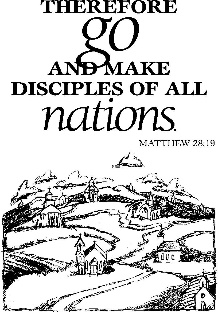 THEREFORE
go
AND MAKE
DISCIPLES OF ALL
nations.
MATTHEW 28:19